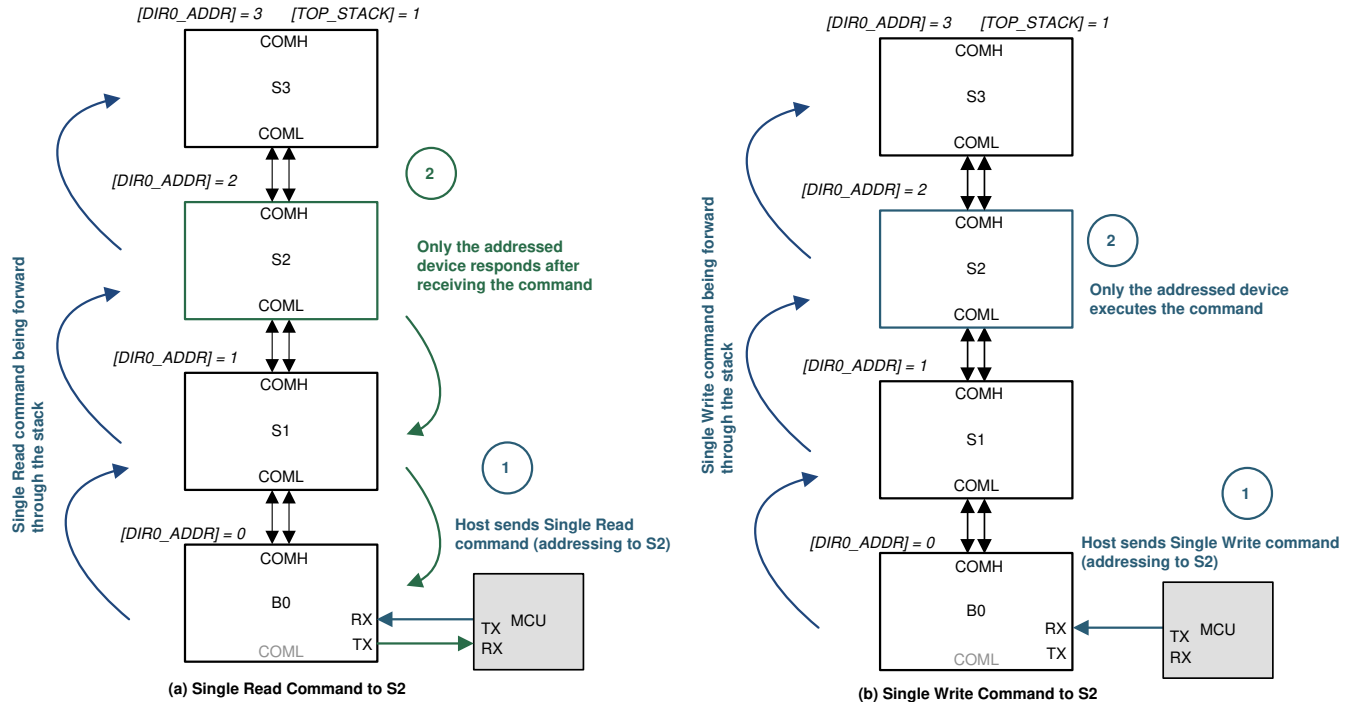 [DIR0_ADDR] = 3 [TOP_STACK] = 1
COMH
S3
COML
[DIR0_ADDR] = 2
2
COMH
S2
COML
Only the addressed
device responds after
receiving the command
[DIR0_ADDR] = 1
COMH
S1
COML
1
Host sends Single Read
command (addressing to S2)
[DIR0_ADDR] = 0
COMH
B0
RX
TX
COML
TX
RX
MCU
Single Read command being forward
through the stack
(a) Single Read Command to S2
[DIR0_ADDR] = 3 [TOP_STACK] = 1
COMH
S3
COML
[DIR0_ADDR] = 2
2
COMH
S2
COML
Only the addressed device
executes the command
[DIR0_ADDR] = 1
COMH
S1
COML
1
Host sends Single Write command
(addressing to S2)
[DIR0_ADDR] = 0
COMH
B0
RX
TX
COML
TX
RX
MCU
Single Write command being forward
through the stack
(b) Single Write Command to S2